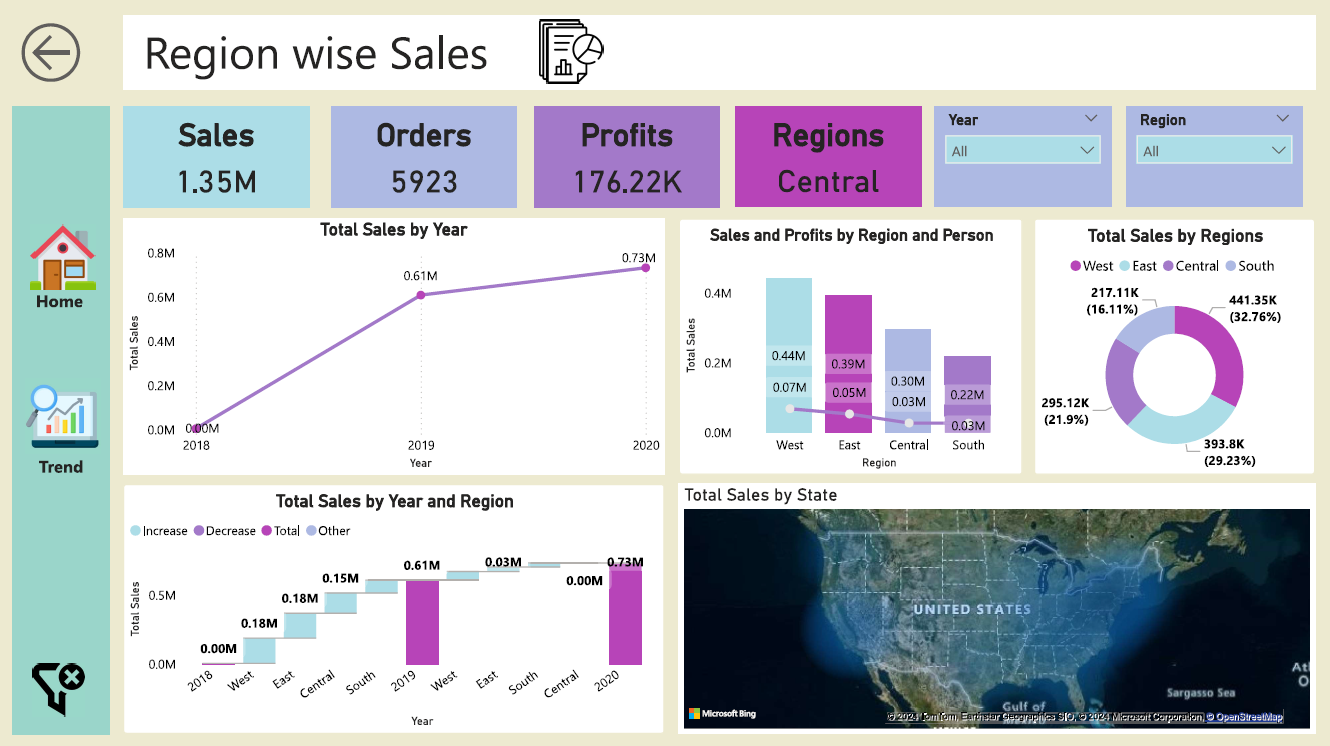 Region wise Sales
Sales
1.35M
Orders
5923
Profits
176.22K
Regions
Central
Year
All
Region
All
Home
Trend
Total Sales by Year
Total Sales
0.8M
0.6M
0.4M
0.2M
0.0M
0.00M
0.61M
0.73M
2018
2019
2020
Year
Sales and Profits by Region and Person
Total Sales
0.4M
0.2M
0.0M
0.44M
0.07M
0.39M
0.05M
0.30M
0.03M
0.22M
0.03M
West
East
Central
South
Region
Total Sales by Regions
West East Central South
217.11K
(16.11%)
441.35K
(32.76%)
295.12K
(21.9%)
393.8K
(29.23%)
Total Sales by Year and Region
Increase Decrease Total Other
Total Sales
0.5M
0.0M
0.00M
0.18M
0.18M
0.15M
0.61M
0.03M
0.00M
0.73M
2018
West
East
Central
South
2019
West
East
South
Central
2020
Year
Total Sales by State
UNITED STATES
Sargasso Sea
Gulf of
Microsoft Bing
© 2024 TomTom, Earthstar Geographics SIO, © 2024 Microsoft Corporation, © OpenStreetMap